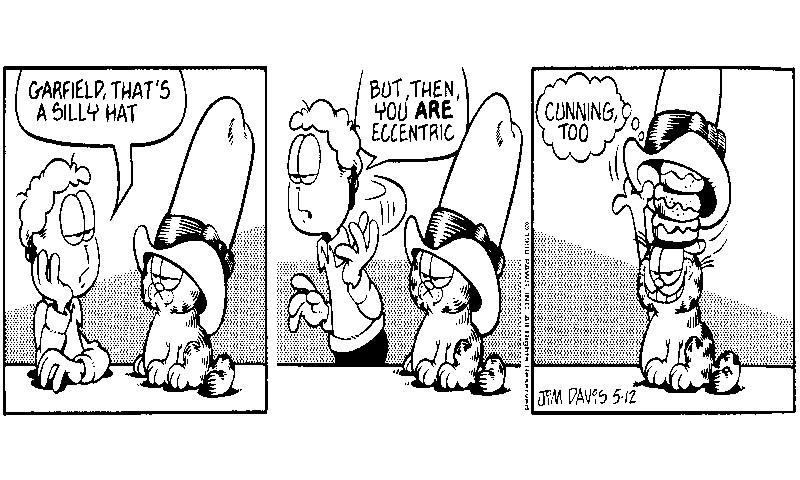 GARFIELD, THAT'S
A SILLY HAT
BUT, THEN,
YOU ARE
ECCENTRIC
CUNNING,
TOO
JIM DAVIS 5-12